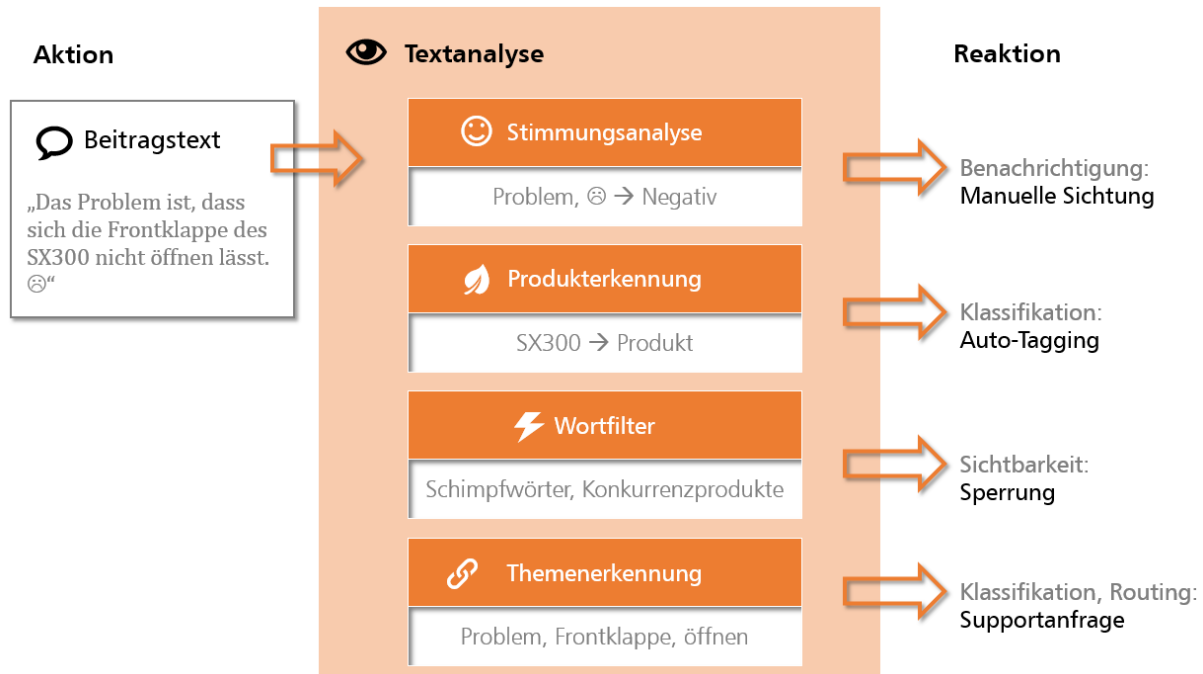 Aktion
Beitragstext
„Das Problem ist, dass
sich die Frontklappe des
SX300 nicht öffnen lässt.
☹“
Textanalyse
Stimmungsanalyse
Problem, ☹ → Negativ
Produkterkennung
SX300 → Produkt
Wortfilter
Schimpfwörter, Konkurrenzprodukte
Themenerkennung
Problem, Frontklappe, öffnen
Reaktion
Benachrichtigung:
Manuelle Sichtung
Klassifikation:
Auto-Tagging
Sichtbarkeit:
Sperrung
Klassifikation, Routing:
Supportanfrage